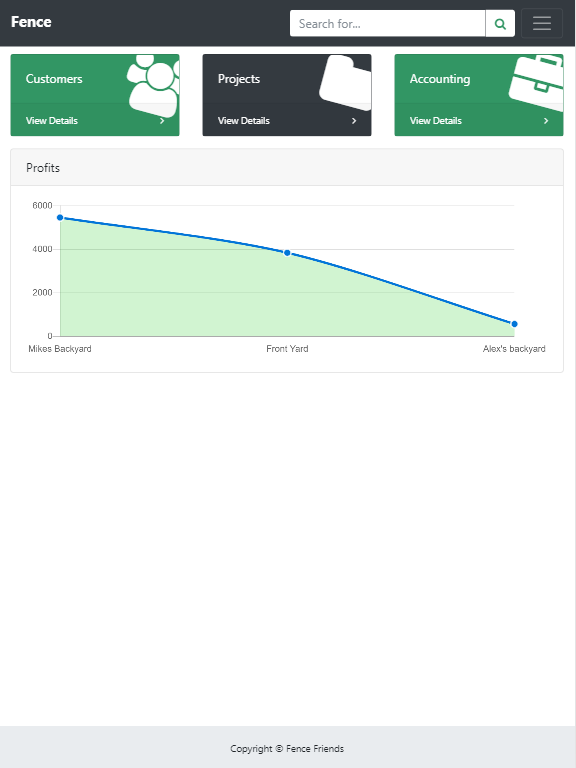 Fence
Search for...
Customers
Projects
Accounting
View Details
View Details
View Details
Profits
6000
4000
2000
0
Mikes Backyard
Front Yard
Alex's backyard
Copyright © Fence Friends